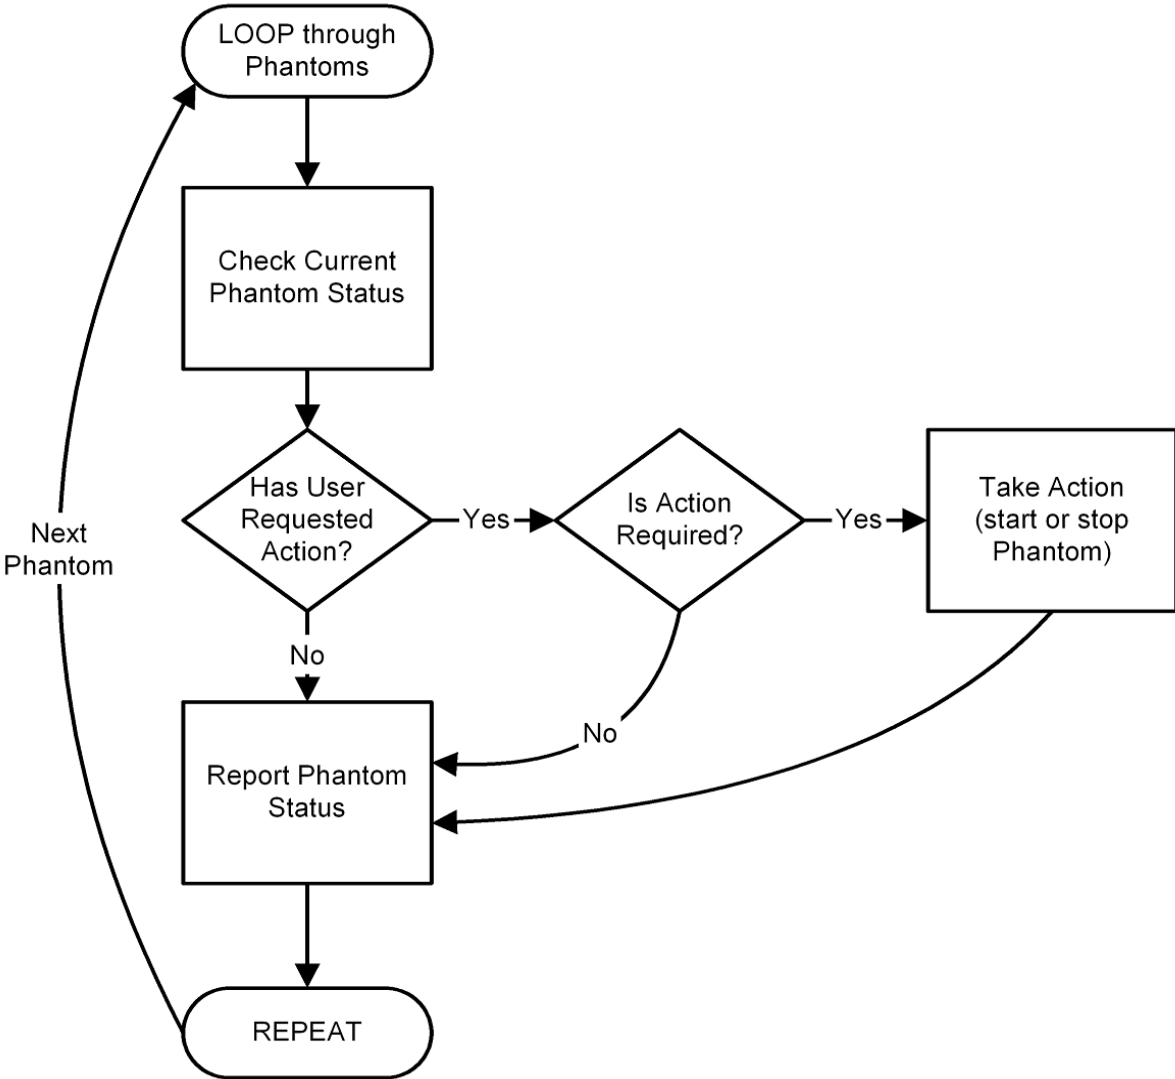 LOOP through
Phantoms
Check Current
Phantom Status
Has User
Requested
Action?
Yes
Is Action
Required?
Yes
Take Action
(start or stop
Phantom)
Next
Phantom
No
No
Report Phantom
Status
REPEAT